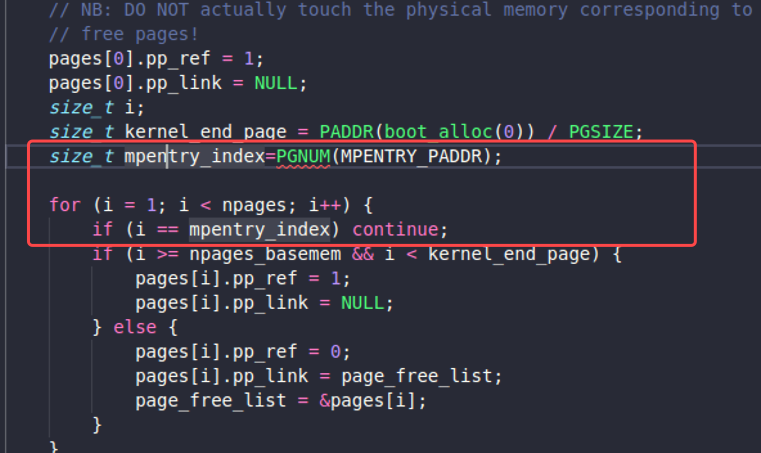 // NB: DO NOT actually touch the physical memory corresponding to
// free pages!
pages[0].pp_ref = 1;
pages[0].pp_link = NULL;
size_t i;
size_t kernel_end_page = PADDR(boot_alloc(0)) / PGSIZE;
size_t mpentry_index=PGNUM(MPENTRY_PADDR);
for (i = 1; i < npages; i++) {
if (i == mpentry_index) continue;
if (i >= npages_basemem && i < kernel_end_page) {
pages[i].pp_ref = 1;
pages[i].pp_link = NULL;
} else {
pages[i].pp_ref = 0;
pages[i].pp_link = page_free_list;
page_free_list = &pages[i];
}
}